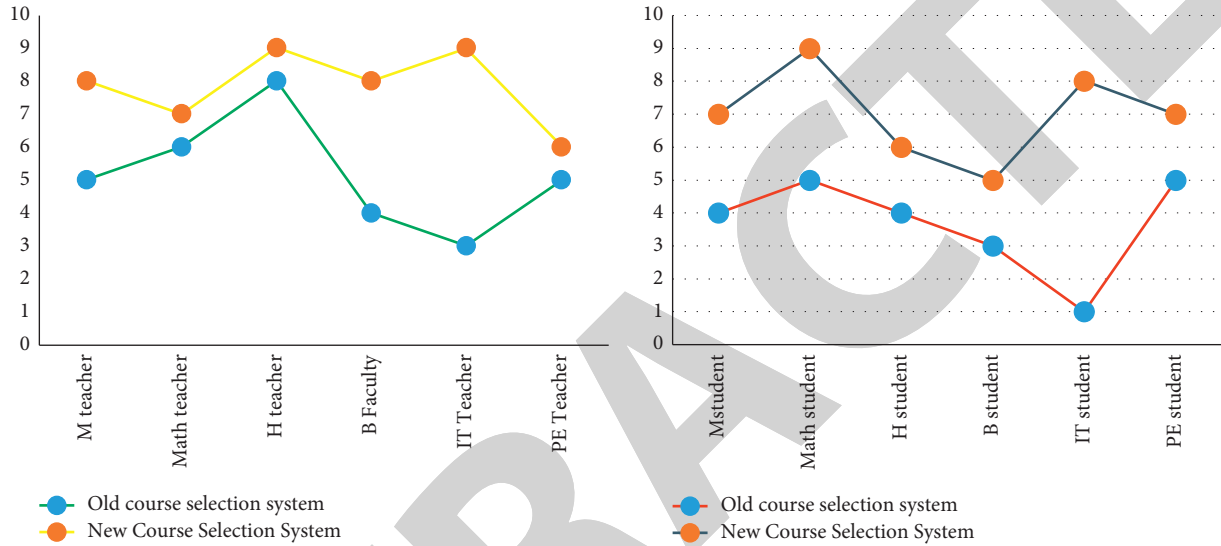 10
9
8
7
6
5
4
3
2
1
0
M teacher
Math teacher
H teacher
B Faculty
IT Teacher
PE Teacher
Old course selection system
New Course Selection System
10
9
8
7
6
5
4
3
2
1
0
Mstudent
Math student
H student
B student
IT student
PE student
Old course selection system
New Course Selection System